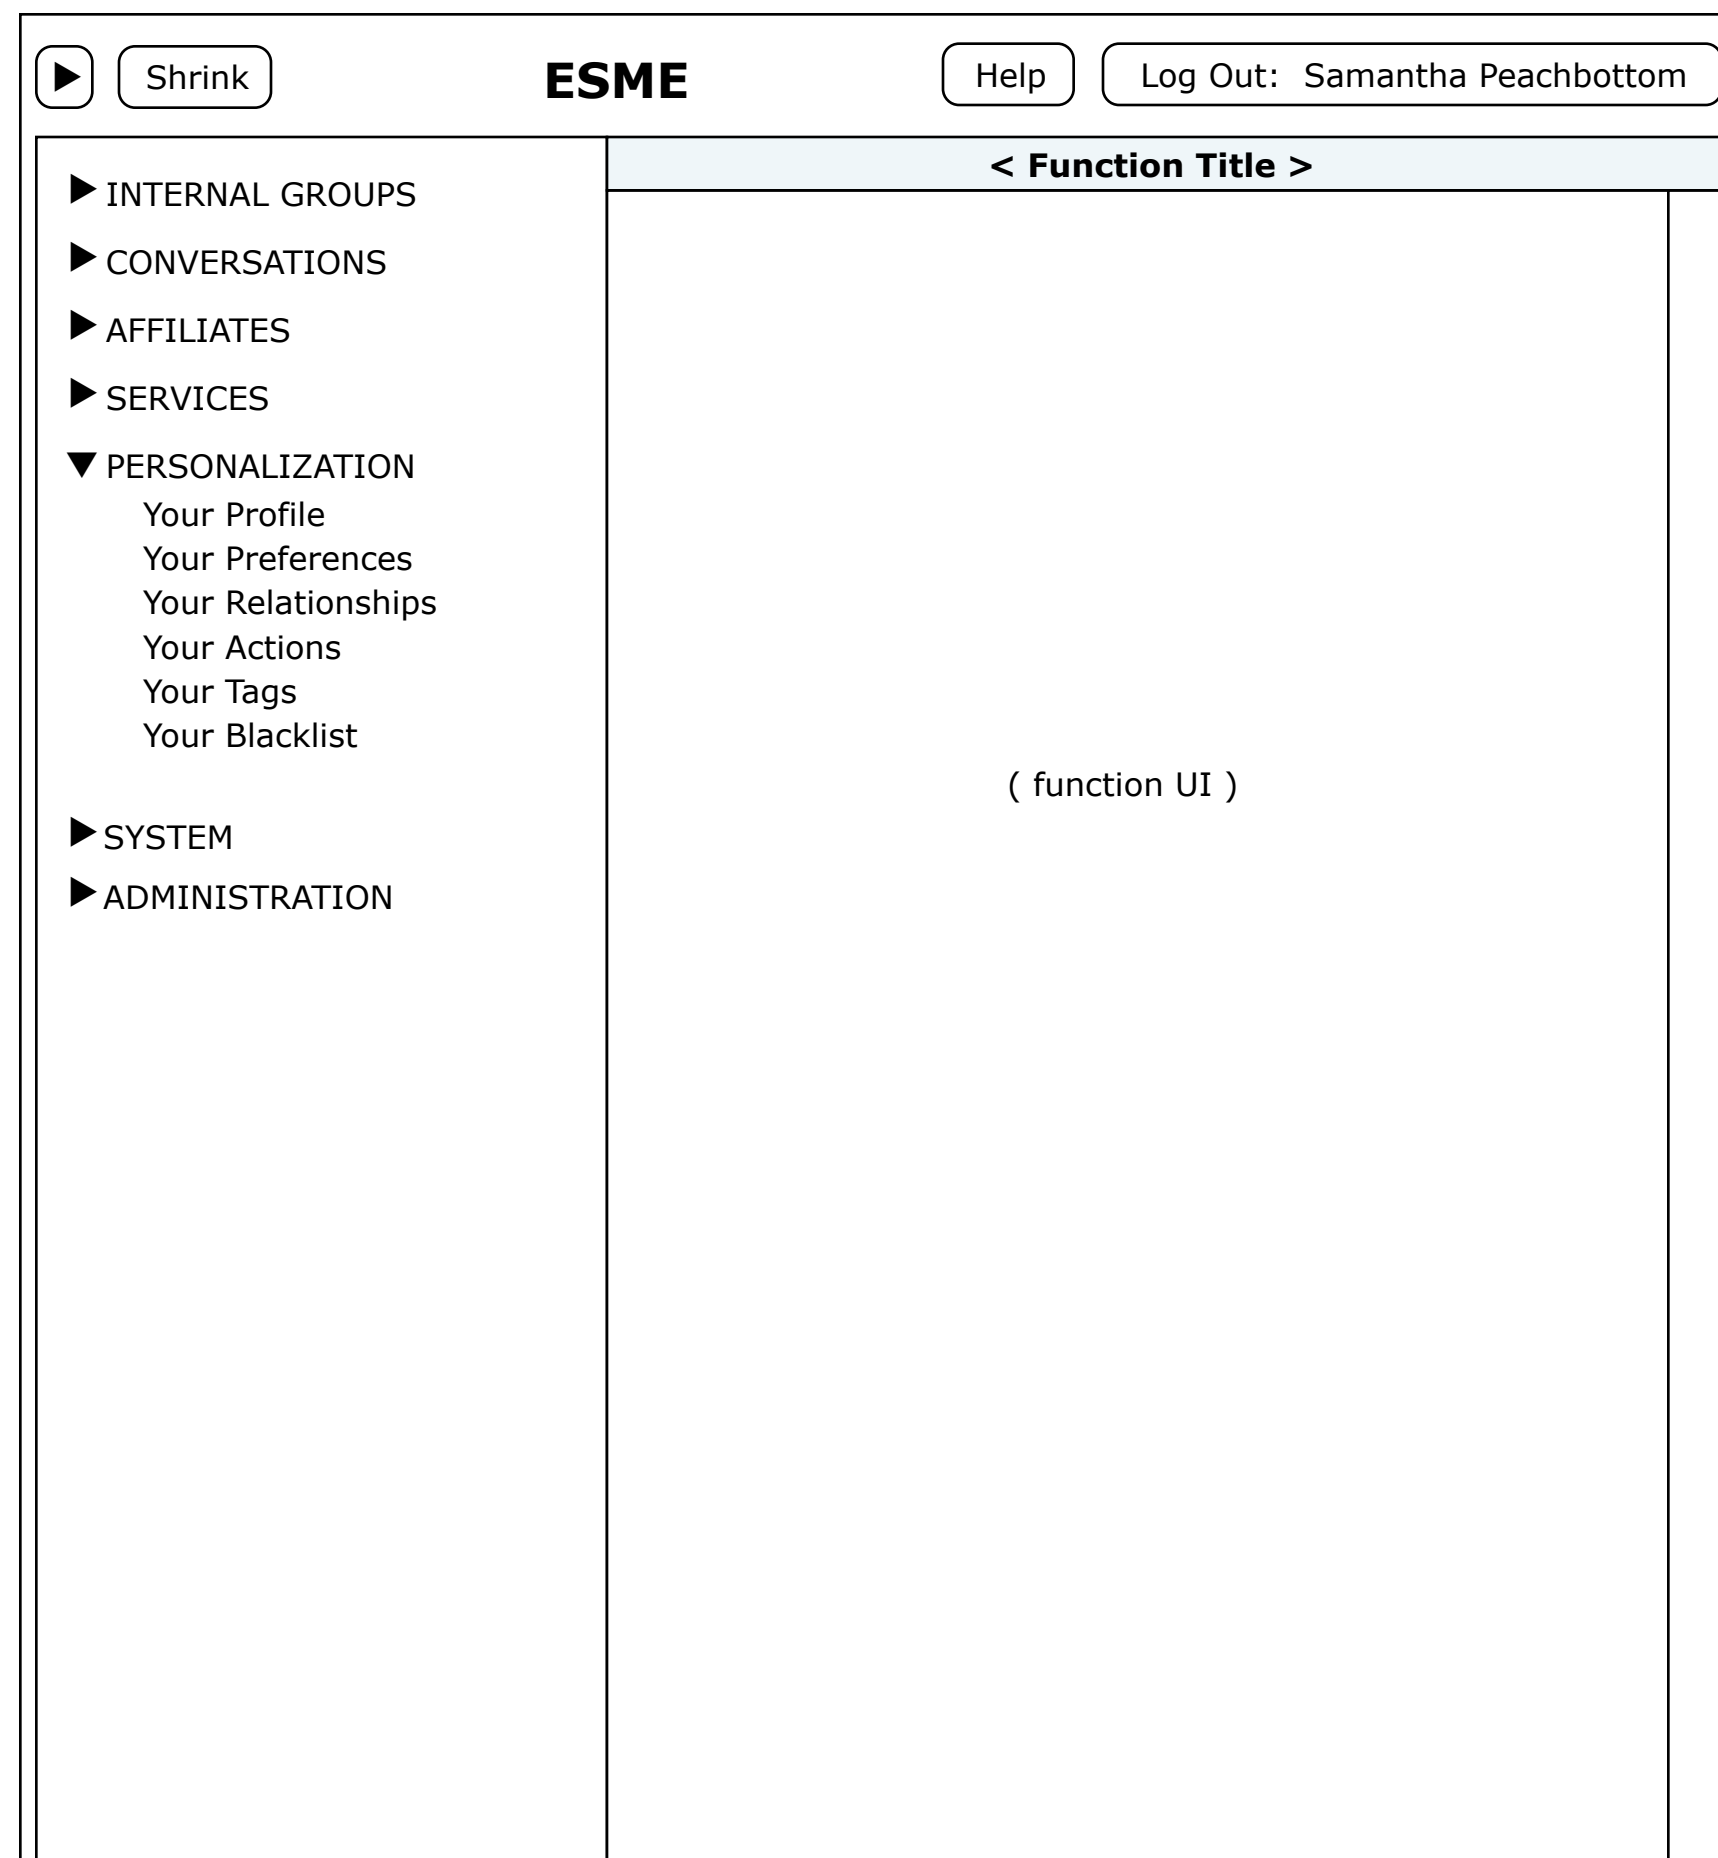 Shrink
ESME
Help
Log Out: Samantha Peachbottom
< Function Title >
INTERNAL GROUPS
CONVERSATIONS
AFFILIATES
SERVICES
PERSONALIZATION
Your Profile
Your Preferences
Your Relationships
Your Actions
Your Tags
Your Blacklist
( function UI )
SYSTEM
ADMINISTRATION